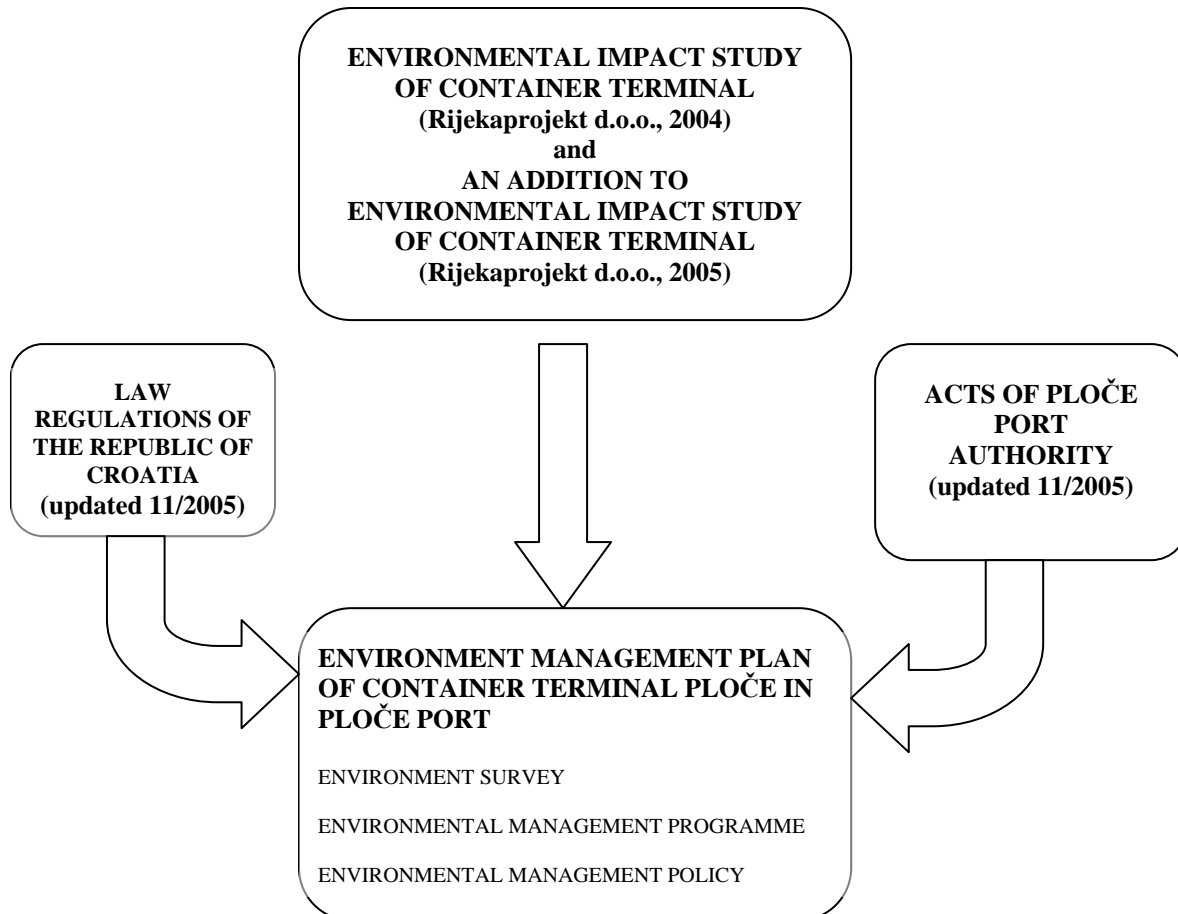 ENVIRONMENTAL IMPACT STUDY
OF CONTAINER TERMINAL
(Rijekaprojekt d.o.o., 2004)
and
AN ADDITION TO
ENVIRONMENTAL IMPACT STUDY
OF CONTAINER TERMINAL
(Rijekaprojekt d.o.o., 2005)
LAW
REGULATIONS OF
THE REPUBLIC OF
CROATIA
(updated 11/2005)
ACTS OF PLOČE
PORT
AUTHORITY
(updated 11/2005)
ENVIRONMENT MANAGEMENT PLAN
OF CONTAINER TERMINAL PLOČE IN
PLOČE PORT
ENVIRONMENT SURVEY
ENVIRONMENTAL MANAGEMENT PROGRAMME
ENVIRONMENTAL MANAGEMENT POLICY